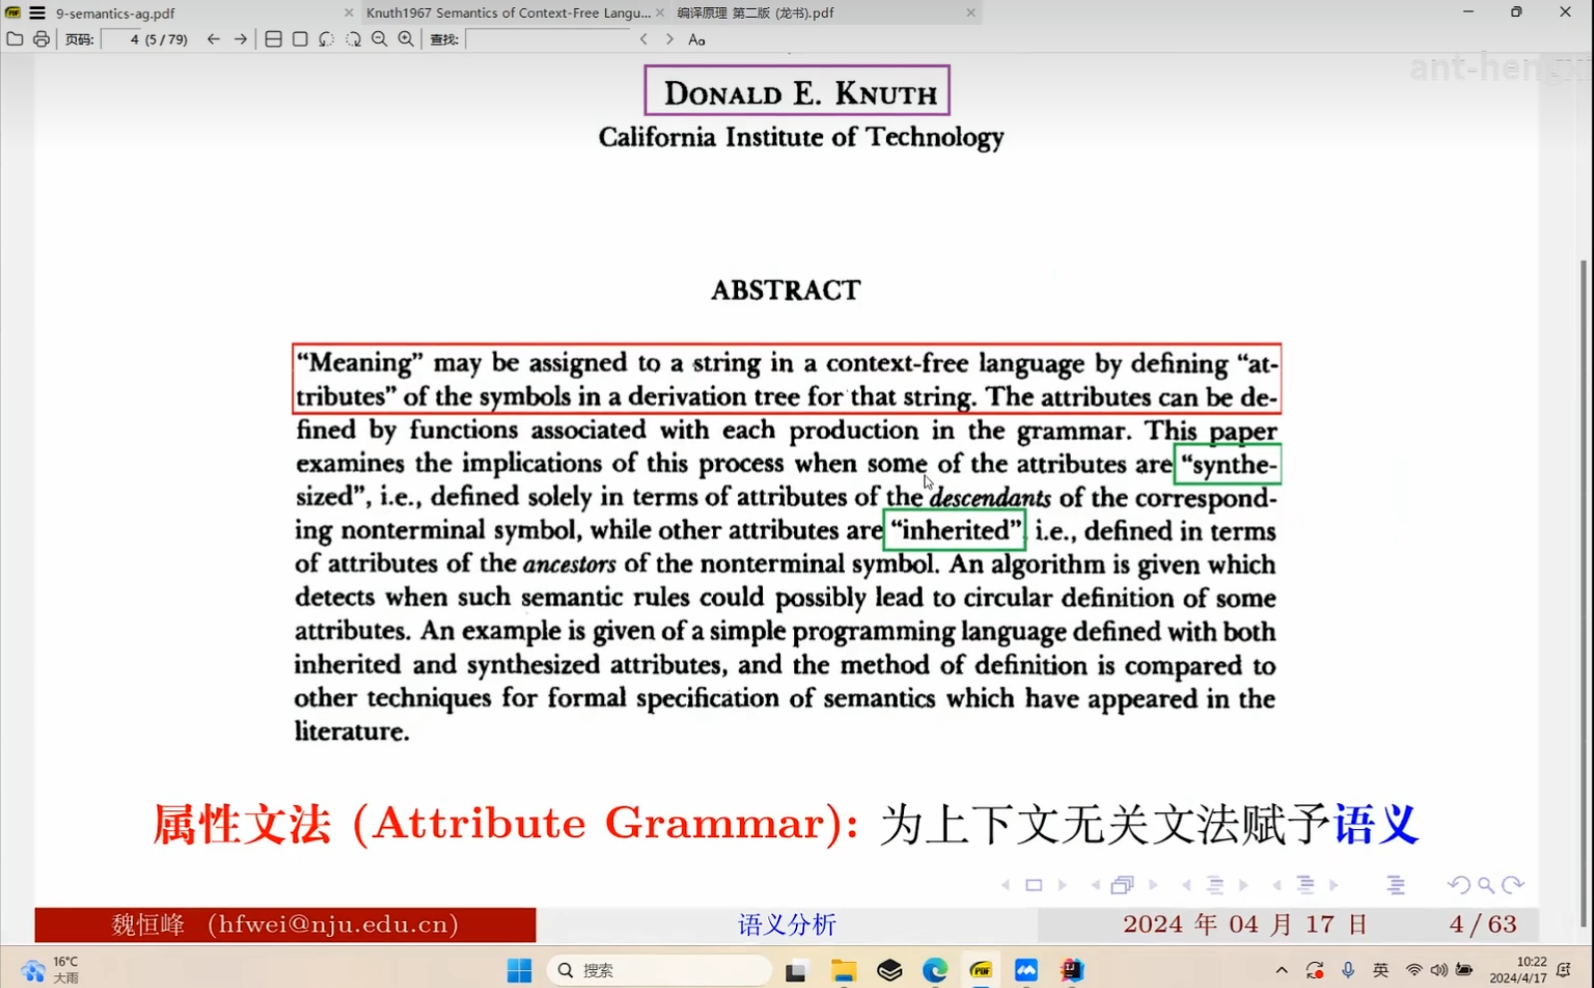 9-semantics-ag.pdf
Knuth1967 Semantics of Context-Free Langu...
编译原理 第二版 (龙书).pdf
页码: 4 (5 / 79)
查找:
Aa
DONALD E. KNUTH
California Institute of Technology
ABSTRACT
“Meaning” may be assigned to a string in a context-free language by defining “at-
tributes” of the symbols in a derivation tree for that string. The attributes can be de-
fined by functions associated with each production in the grammar. This paper
examines the implications of this process when some of the attributes are “synthe-
sized”, i.e., defined solely in terms of attributes of the descendants of the correspond-
ing nonterminal symbol, while other attributes are “inherited”, i.e., defined in terms
of attributes of the ancestors of the nonterminal symbol. An algorithm is given which
detects when such semantic rules could possibly lead to circular definition of some
attributes. An example is given of a simple programming language defined with both
inherited and synthesized attributes, and the method of definition is compared to
other techniques for formal specification of semantics which have appeared in the
literature.
属性文法 (Attribute Grammar): 为上下文无关文法赋予语义
魏恒峰 (hfwei@nju.edu.cn)
语义分析
2024 年 04 月 17 日
4 / 63
16°C
大雨
搜索
PDF
英
10:22
2024/4/17